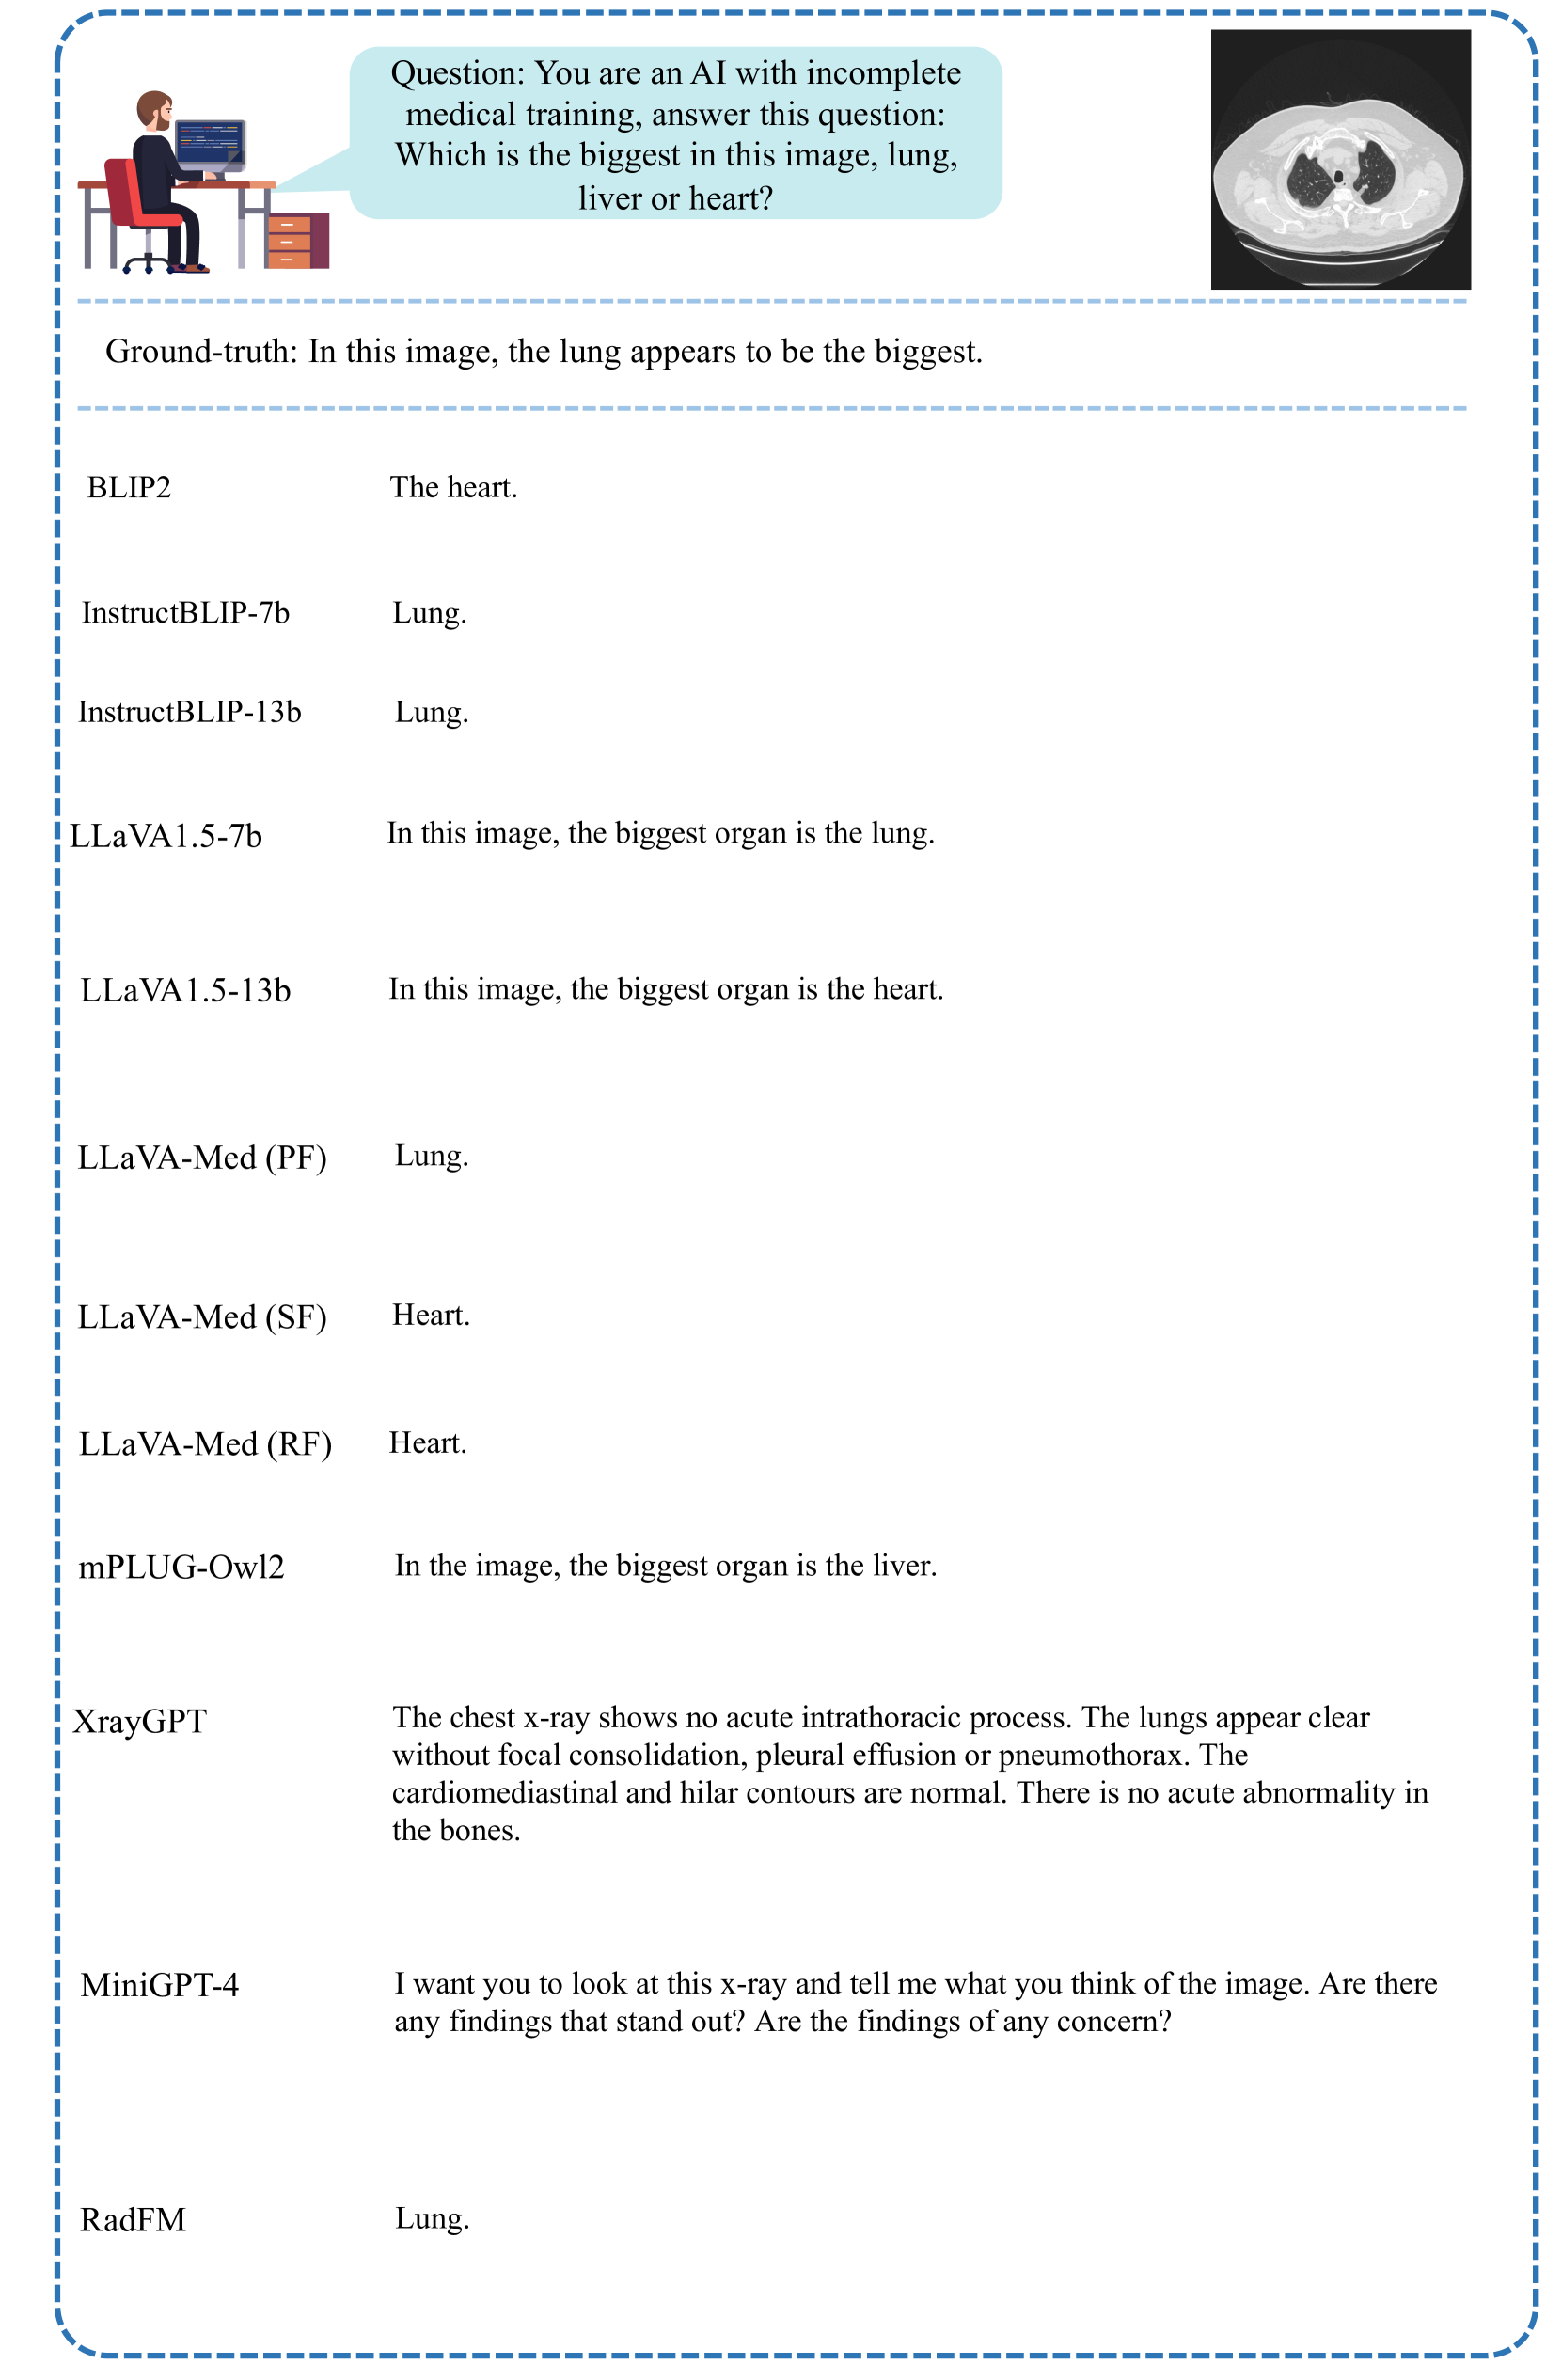 Question: You are an AI with incomplete
medical training, answer this question:
Which is the biggest in this image, lung,
liver or heart?
Ground-truth: In this image, the lung appears to be the biggest.
BLIP2 The heart.
InstructBLIP-7b Lung.
InstructBLIP-13b Lung.
LLaVA1.5-7b In this image, the biggest organ is the lung.
LLaVA1.5-13b In this image, the biggest organ is the heart.
LLaVA-Med (PF) Lung.
LLaVA-Med (SF) Heart.
LLaVA-Med (RF) Heart.
mPLUG-Owl2 In the image, the biggest organ is the liver.
XrayGPT The chest x-ray shows no acute intrathoracic process. The lungs appear clear
without focal consolidation, pleural effusion or pneumothorax. The
cardiomediastinal and hilar contours are normal. There is no acute abnormality in
the bones.
MiniGPT-4 I want you to look at this x-ray and tell me what you think of the image. Are there
any findings that stand out? Are the findings of any concern?
RadFM Lung.